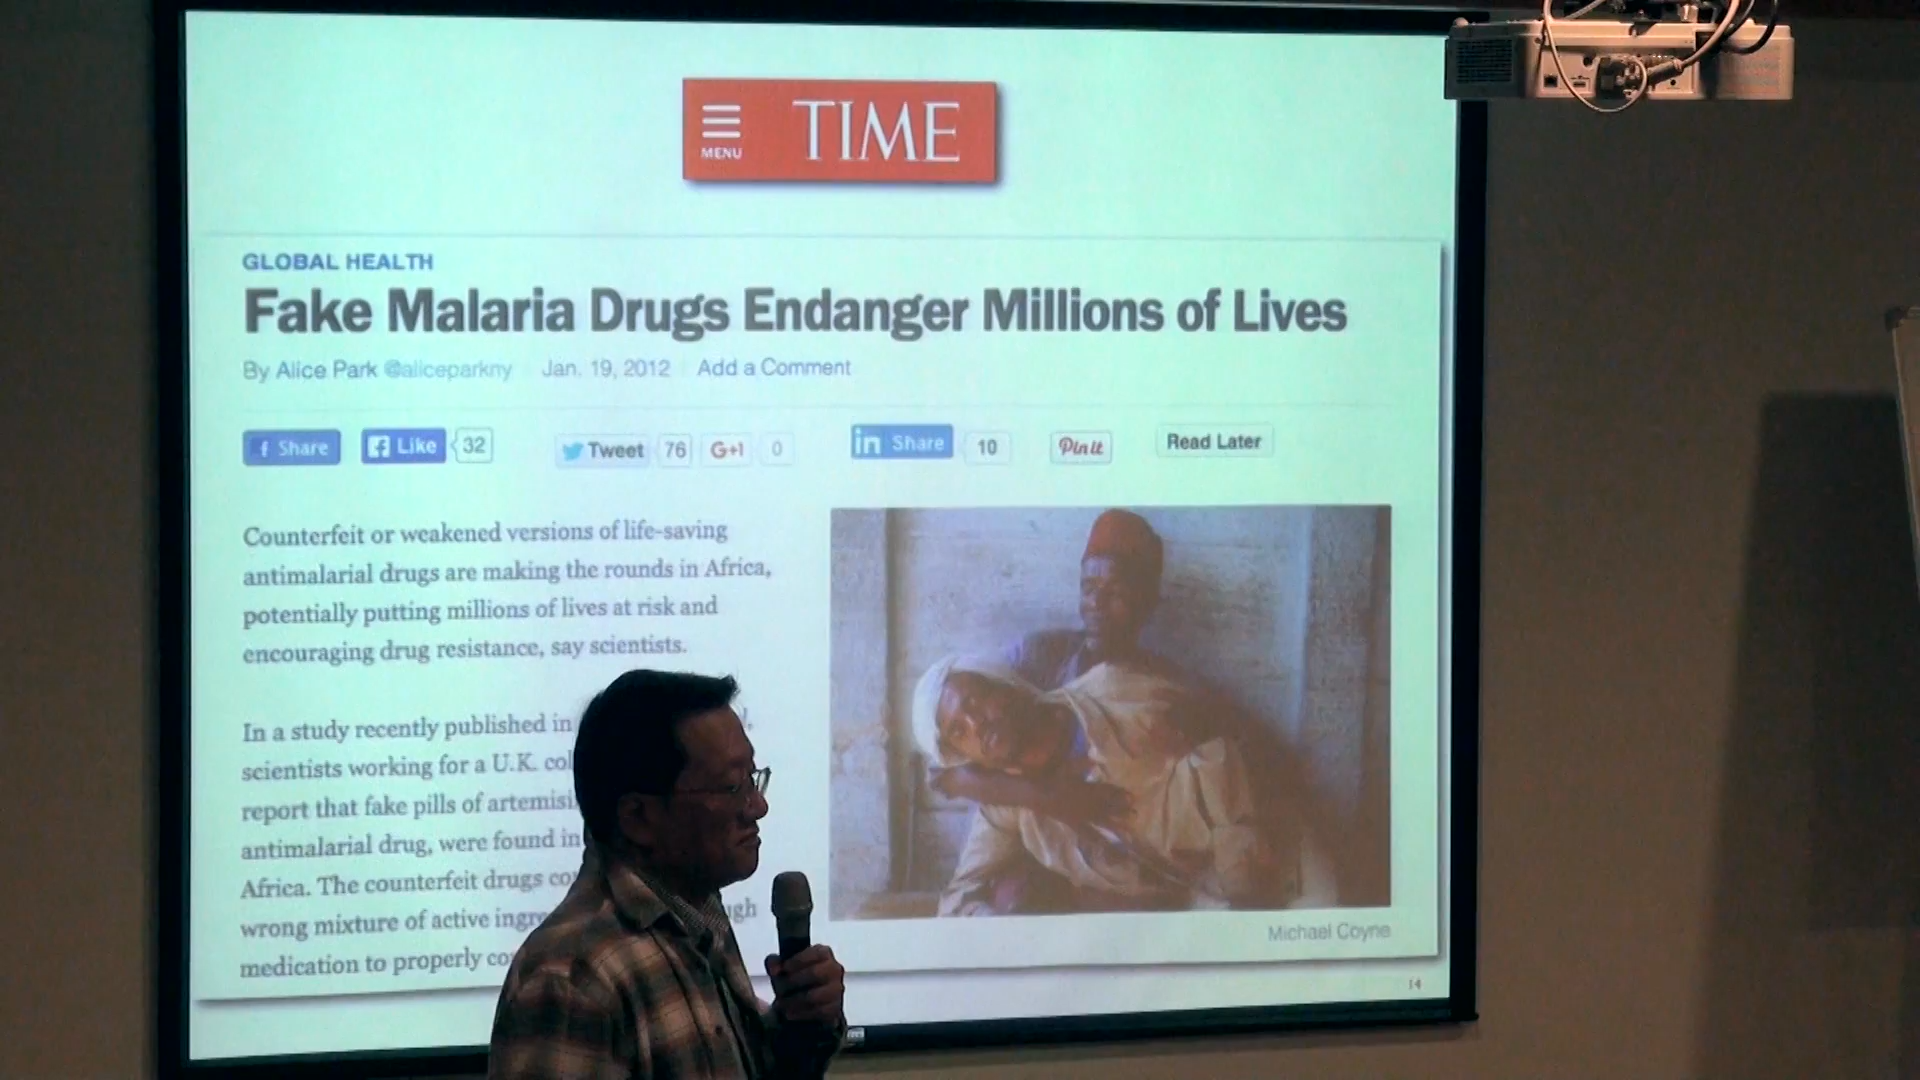 MENU
TIME
GLOBAL HEALTH
Fake Malaria Drugs Endanger Millions of Lives
By Alice Park @aliceparkny Jan. 19, 2012 Add a Comment
f Share f Like 32 Tweet 76 G+1 0 in Share 10 Pin it Read Later
Counterfeit or weakened versions of life-saving
antimalarial drugs are making the rounds in Africa,
potentially putting millions of lives at risk and
encouraging drug resistance, say scientists.
In a study recently published in
scientists working for a U.K.
report that fake pills of
antimalarial drug, were found in
Africa. The counterfeit drugs
wrong mixture of active
medication to properly
Michael Coyne
14